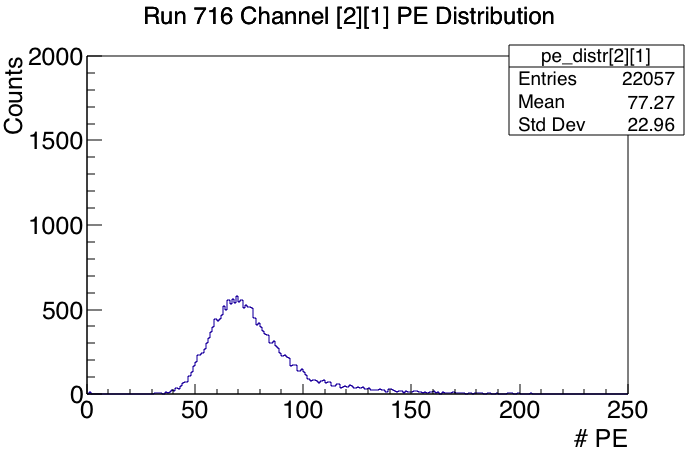 Run 716 Channel [2][1] PE Distribution
pe_distr[2][1]
Entries 22057
Mean 77.27
Std Dev 22.96
Counts
2000
1500
1000
500
0
0 50 100 150 200 250
# PE